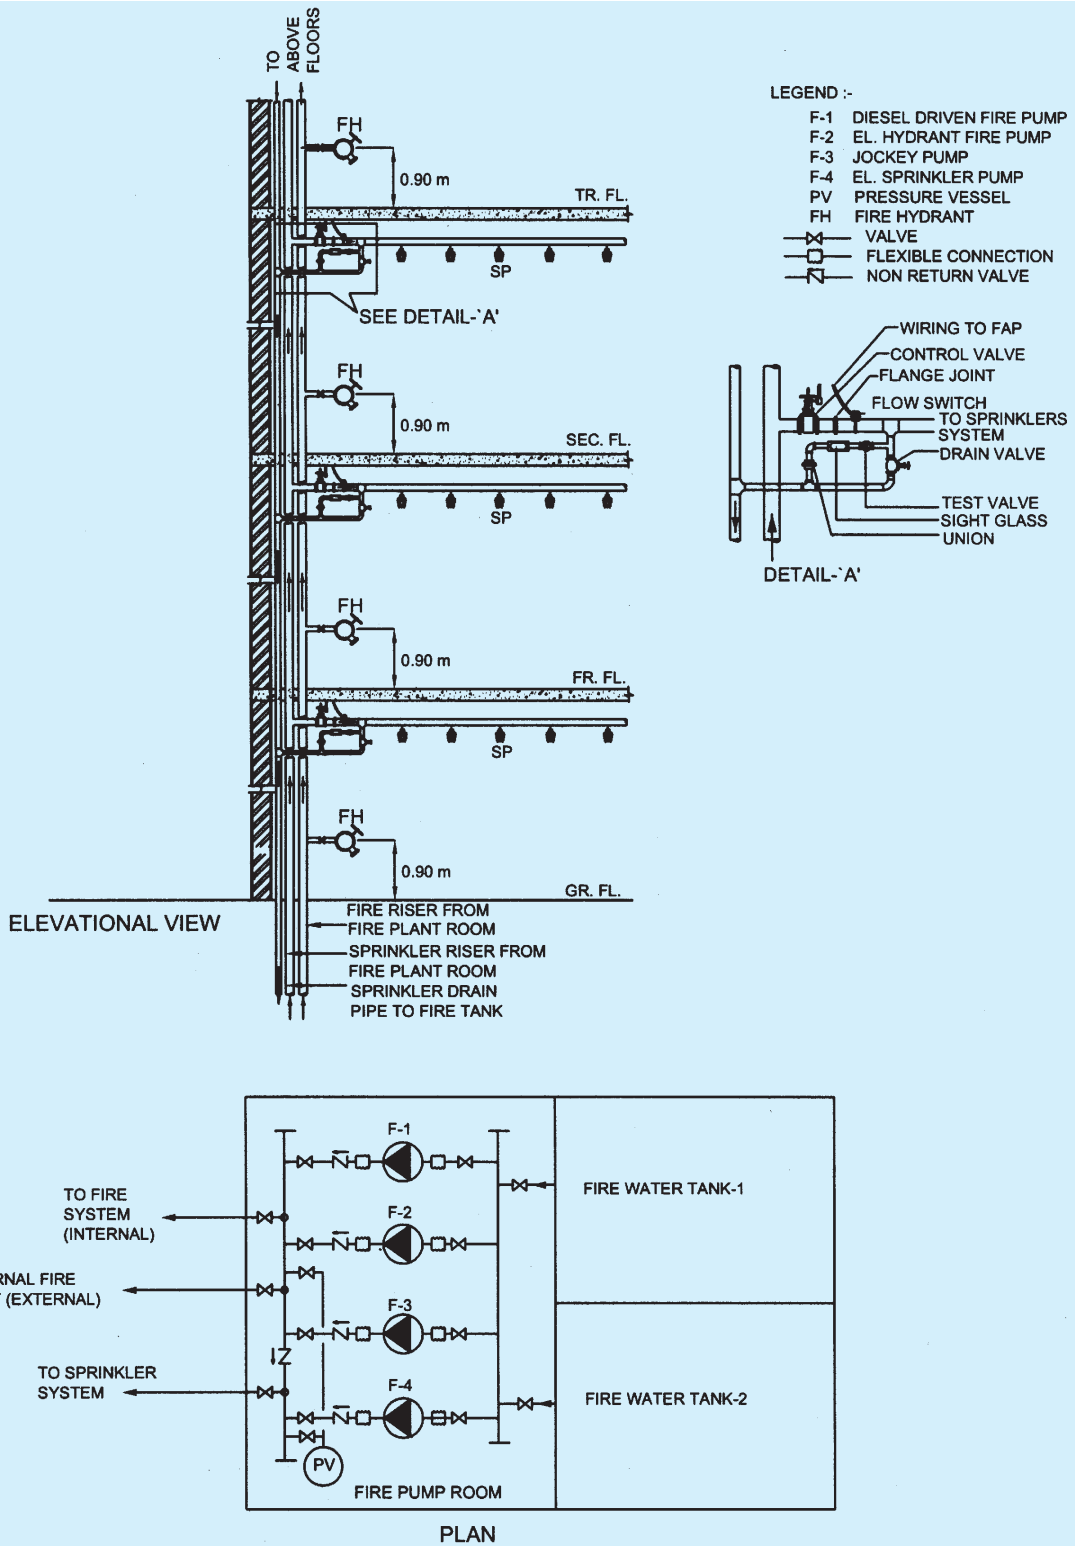 TO
ABOVE
FLOORS
FH
0.90 m
TR. FL.
SP
SEE DETAIL-`A'
FH
0.90 m
SEC. FL.
SP
FH
0.90 m
FR. FL.
SP
FH
0.90 m
GR. FL.
ELEVATIONAL VIEW
FIRE RISER FROM
FIRE PLANT ROOM
SPRINKLER RISER FROM
FIRE PLANT ROOM
SPRINKLER DRAIN
PIPE TO FIRE TANK
LEGEND :-
F-1 DIESEL DRIVEN FIRE PUMP
F-2 EL. HYDRANT FIRE PUMP
F-3 JOCKEY PUMP
F-4 EL. SPRINKLER PUMP
PV PRESSURE VESSEL
FH FIRE HYDRANT
VALVE
FLEXIBLE CONNECTION
NON RETURN VALVE
WIRING TO FAP
CONTROL VALVE
FLANGE JOINT
FLOW SWITCH
TO SPRINKLERS
SYSTEM
DRAIN VALVE
TEST VALVE
SIGHT GLASS
UNION
DETAIL-`A'
F-1
F-2
F-3
F-4
PV
TO FIRE
SYSTEM
(INTERNAL)
RNAL FIRE
(EXTERNAL)
TO SPRINKLER
SYSTEM
FIRE WATER TANK-1
FIRE WATER TANK-2
FIRE PUMP ROOM
PLAN